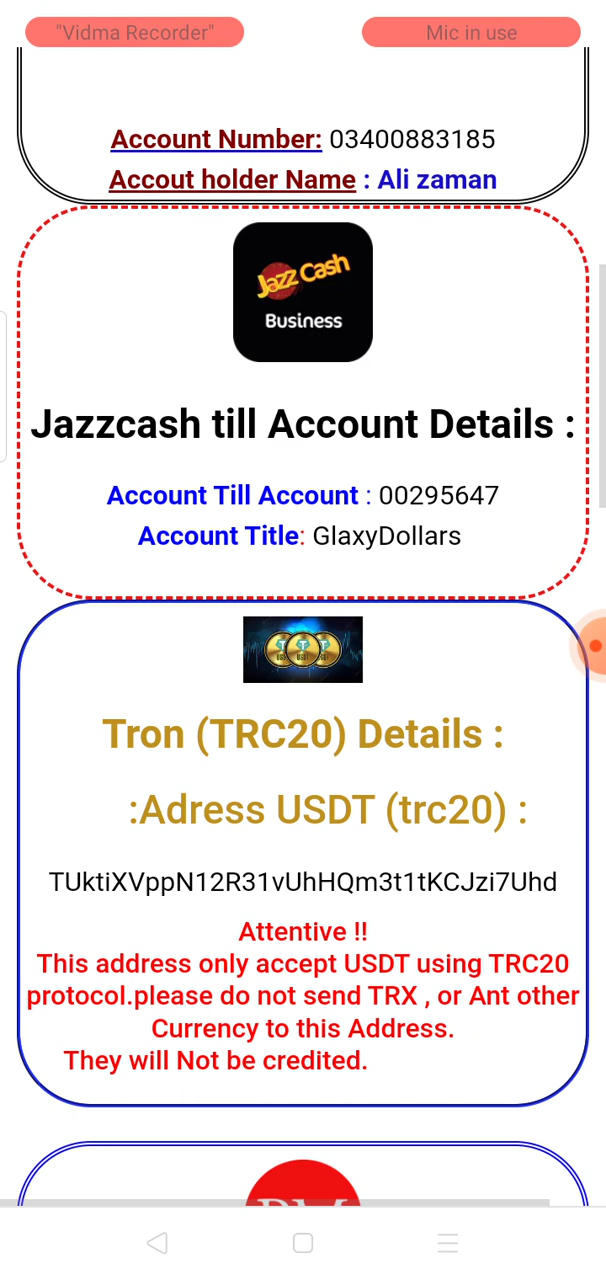 "Vidma Recorder" Mic in use
Account Number: 03400883185
Accout holder Name : Ali zaman
Jazz Cash
Business
Jazzcash till Account Details :
Account Till Account : 00295647
Account Title: GlaxyDollars
Tron (TRC20) Details :
:Adress USDT (trc20) :
TUktiXVppN12R31vUhHQm3t1tKCJzi7Uhd
Attentive !!
This address only accept USDT using TRC20
protocol.please do not send TRX , or Ant other
Currency to this Address.
They will Not be credited.